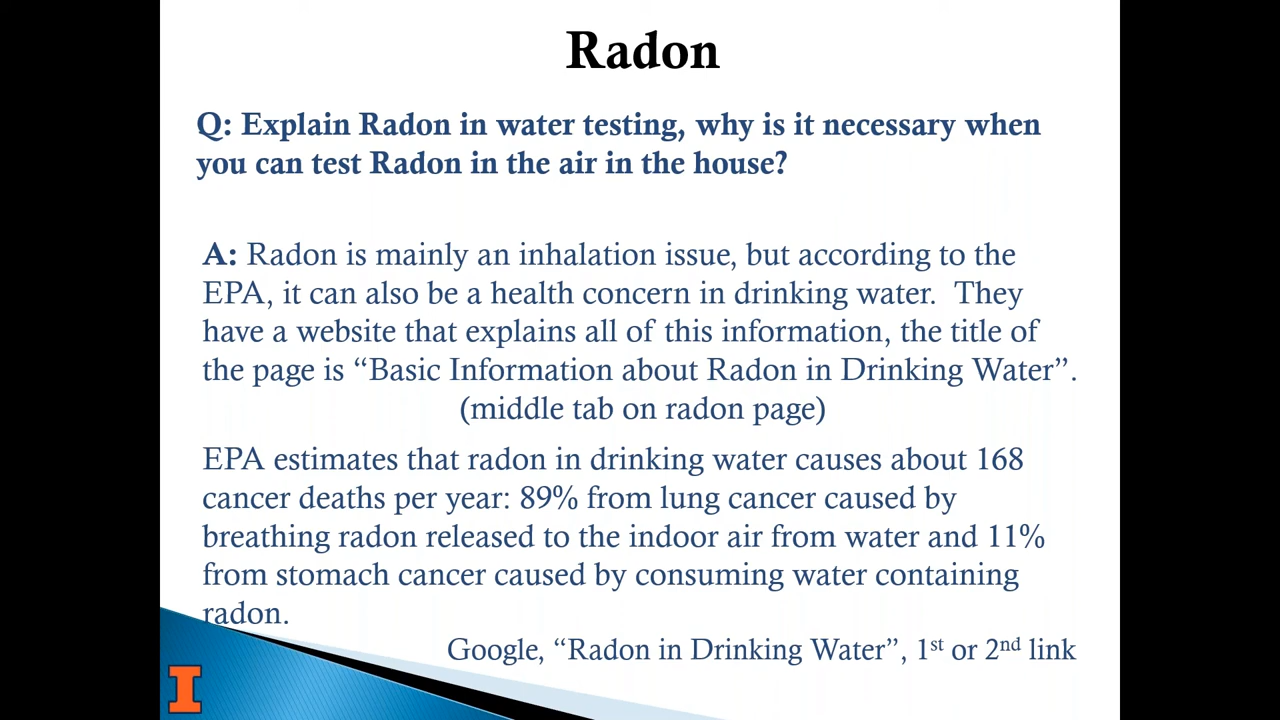 Radon
Q: Explain Radon in water testing, why is it necessary when
you can test Radon in the air in the house?
A: Radon is mainly an inhalation issue, but according to the
EPA, it can also be a health concern in drinking water.  They
have a website that explains all of this information, the title of
the page is “Basic Information about Radon in Drinking Water”.
(middle tab on radon page)
EPA estimates that radon in drinking water causes about 168
cancer deaths per year: 89% from lung cancer caused by
breathing radon released to the indoor air from water and 11%
from stomach cancer caused by consuming water containing
radon.
Google, “Radon in Drinking Water”, 1st or 2nd link
I